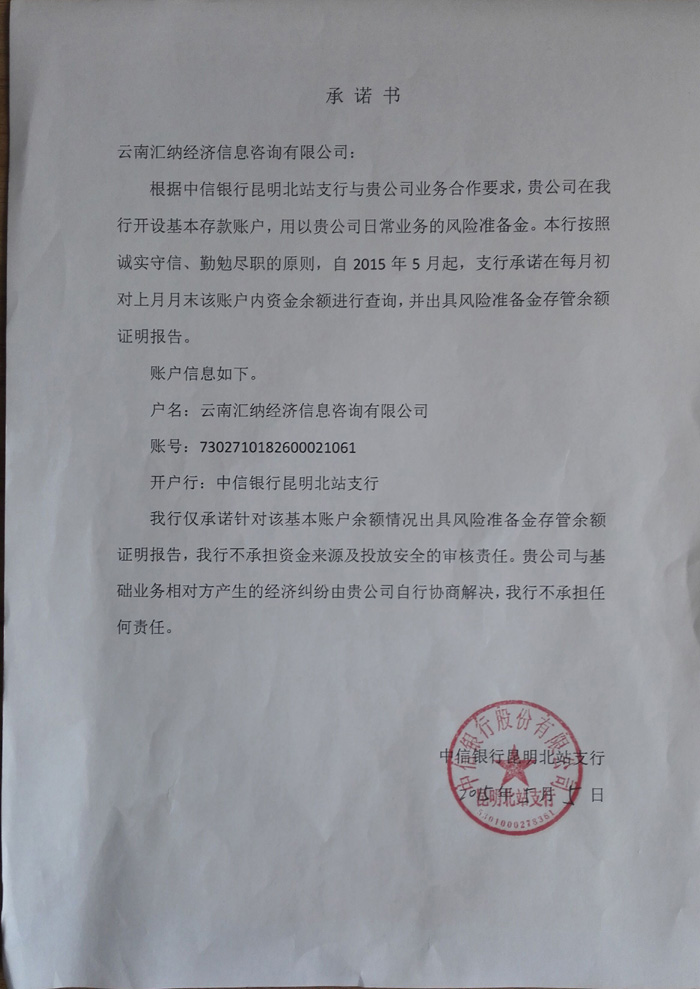 承诺书
云南汇纳经济信息咨询有限公司：
根据中信银行昆明北站支行与贵公司业务合作要求，贵公司在我
行开设基本存款账户，用以贵公司日常业务的风险准备金。本行按照
诚实守信、勤勉尽职的原则，自 2015 年 5 月起，支行承诺在每月初
对上月月末该账户内资金余额进行查询，并出具风险准备金存管余额
证明报告。
账户信息如下。
户名：云南汇纳经济信息咨询有限公司
账号：7302710182600021061
开户行：中信银行昆明北站支行
我行仅承诺针对该基本账户余额情况出具风险准备金存管余额
证明报告，我行不承担资金来源及投放安全的审核责任。贵公司与基
础业务相对方产生的经济纠纷由贵公司自行协商解决，我行不承担任
何责任。
中信银行股份有限公司
中信银行昆明北站支行
2015 年 5 月 日
昆明北站支行